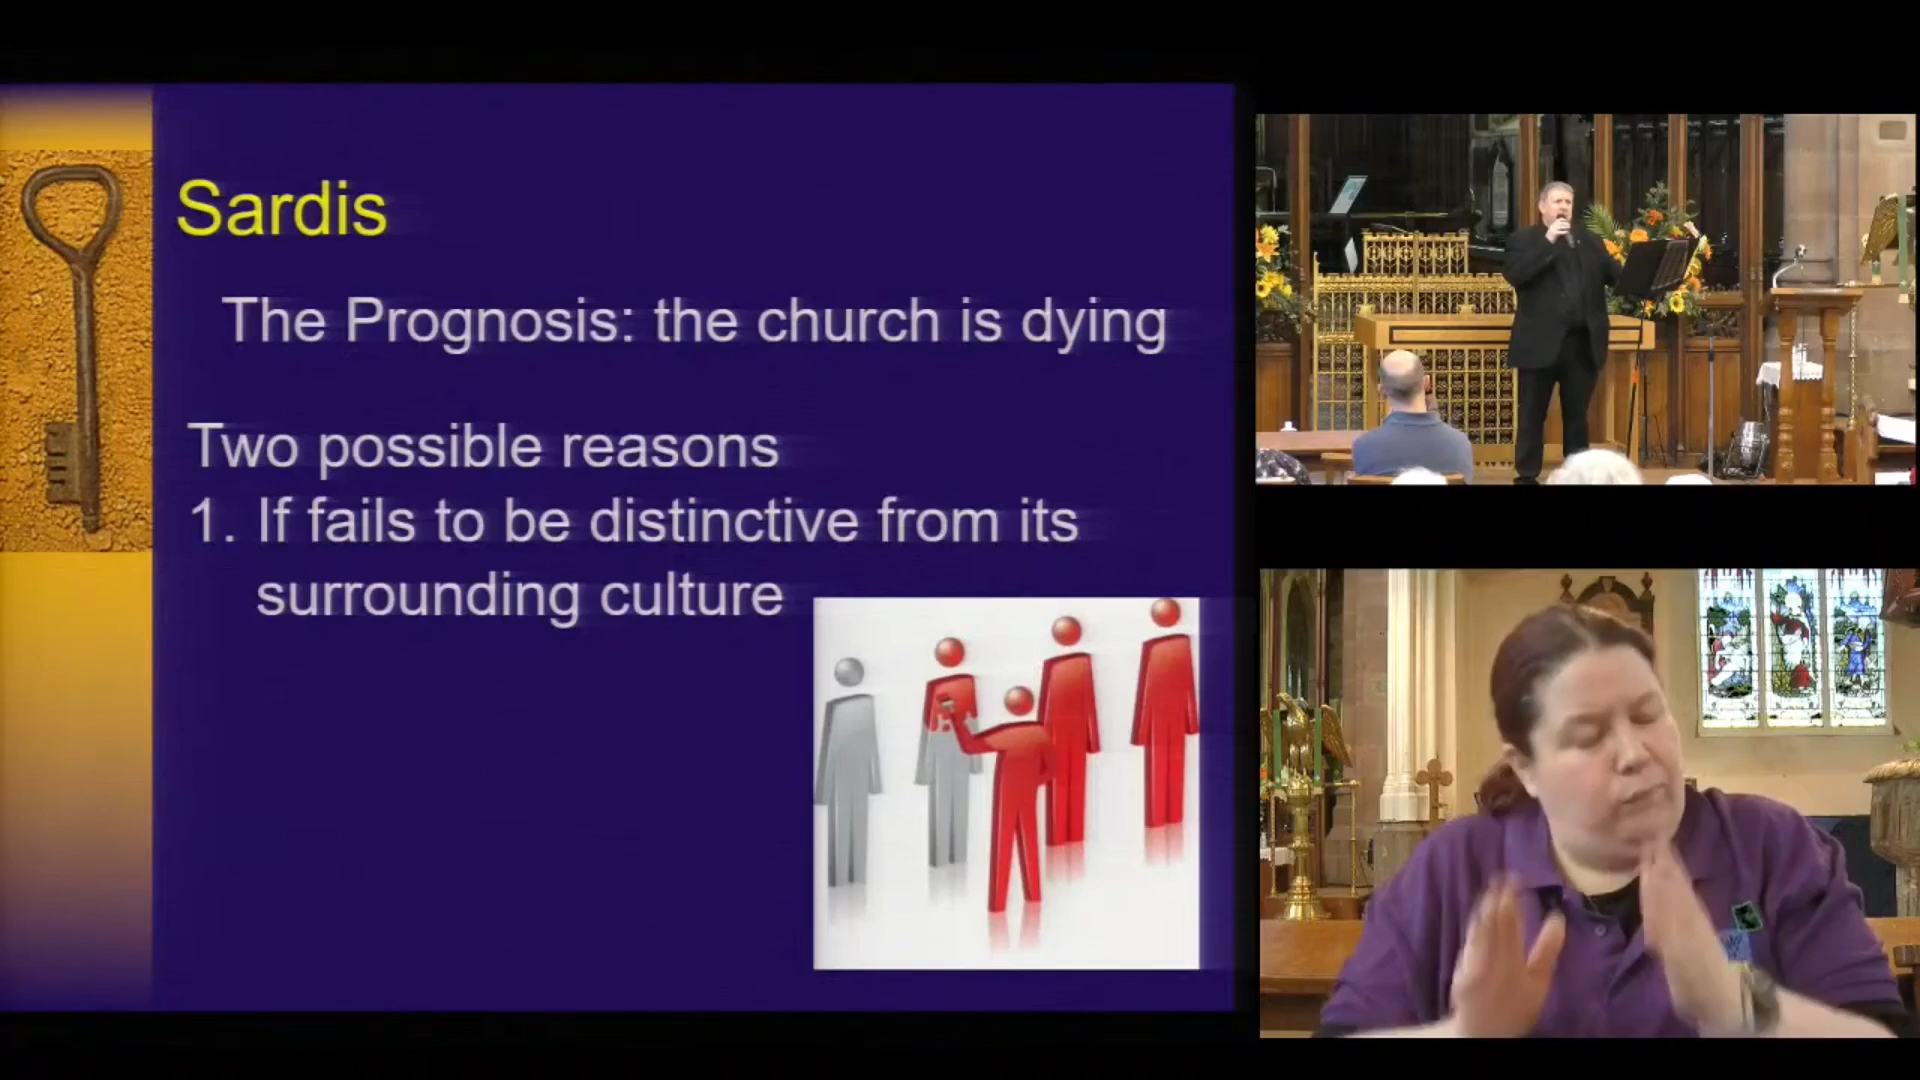 Sardis
The Prognosis: the church is dying
Two possible reasons
1. If fails to be distinctive from its
surrounding culture